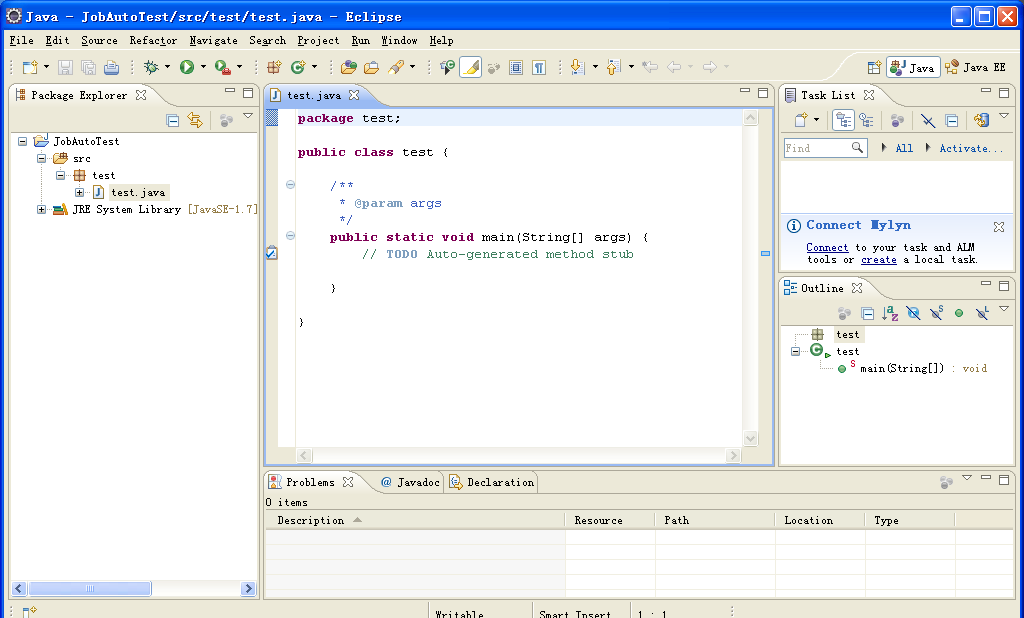 Java - JobAutoTest/src/test/test.java - Eclipse
File Edit Source Refactor Navigate Search Project Run Window Help
Java
Java EE
Package Explorer
JobAutoTest
src
test
test.java
JRE System Library [JavaSE-1.7]
test.java
package test;
public class test {
/**
* @param args
*/
public static void main(String[] args) {
// TODO Auto-generated method stub
}
}
Task List
Find
All
Activate...
Connect Mylyn
Connect to your task and ALM
tools or create a local task.
Outline
test
test
main(String[]) : void
Problems
@ Javadoc
Declaration
0 items
Description Resource Path Location Type
Writable Smart Insert 1 : 1